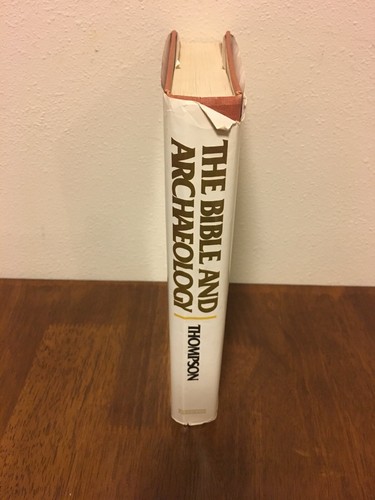 THE BIBLE AND
ARCHAEOLOGY
THOMPSON